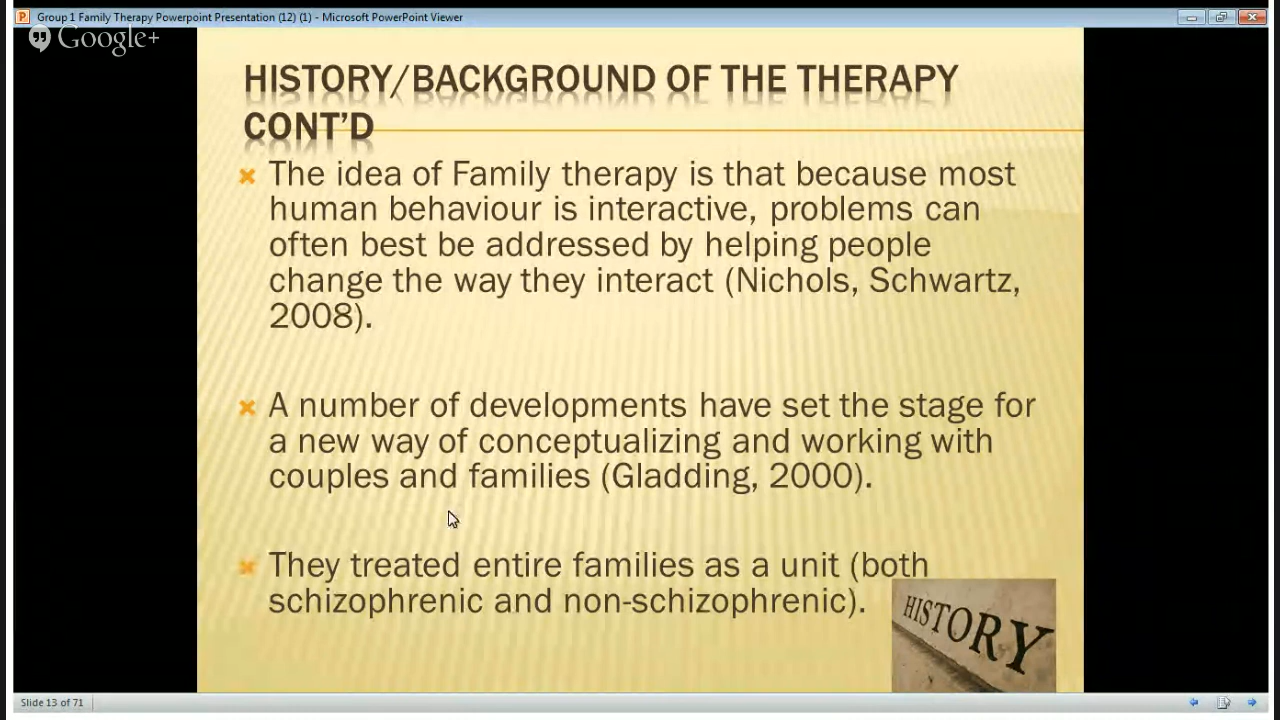 Group 1 Family Therapy Powerpoint Presentation (12) (1) - Microsoft PowerPoint Viewer
Google+
HISTORY/BACKGROUND OF THE THERAPY
CONT'D
The idea of Family therapy is that because most
human behaviour is interactive, problems can
often best be addressed by helping people
change the way they interact (Nichols, Schwartz,
2008).
A number of developments have set the stage for
a new way of conceptualizing and working with
couples and families (Gladding, 2000).
They treated entire families as a unit (both
schizophrenic and non-schizophrenic).
HISTORY
Slide 13 of 71